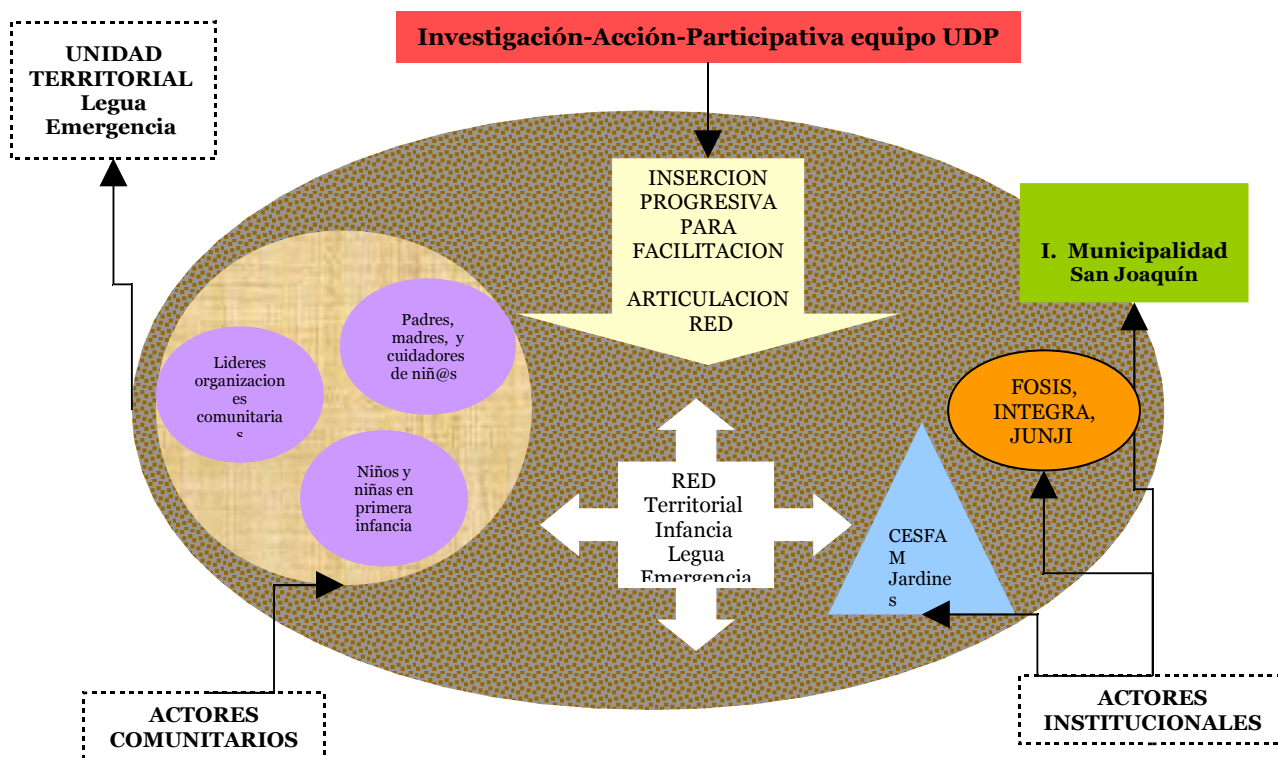 UNIDAD
TERRITORIAL
Legua
Emergencia
Investigación-Acción-Participativa equipo UDP
INSERCION
PROGRESIVA
PARA
FACILITACION
ARTICULACION
RED
I. Municipalidad
San Joaquín
Padres,
madres, y
cuidadores
de niñ@s
Lideres
organizacion
es
comunitaria
s
Niños y
niñas en
primera
infancia
FOSIS,
INTEGRA,
JUNJI
RED
Territorial
Infancia
Legua
Emergencia
CESFA
M
Jardine
s
ACTORES
COMUNITARIOS
ACTORES
INSTITUCIONALES